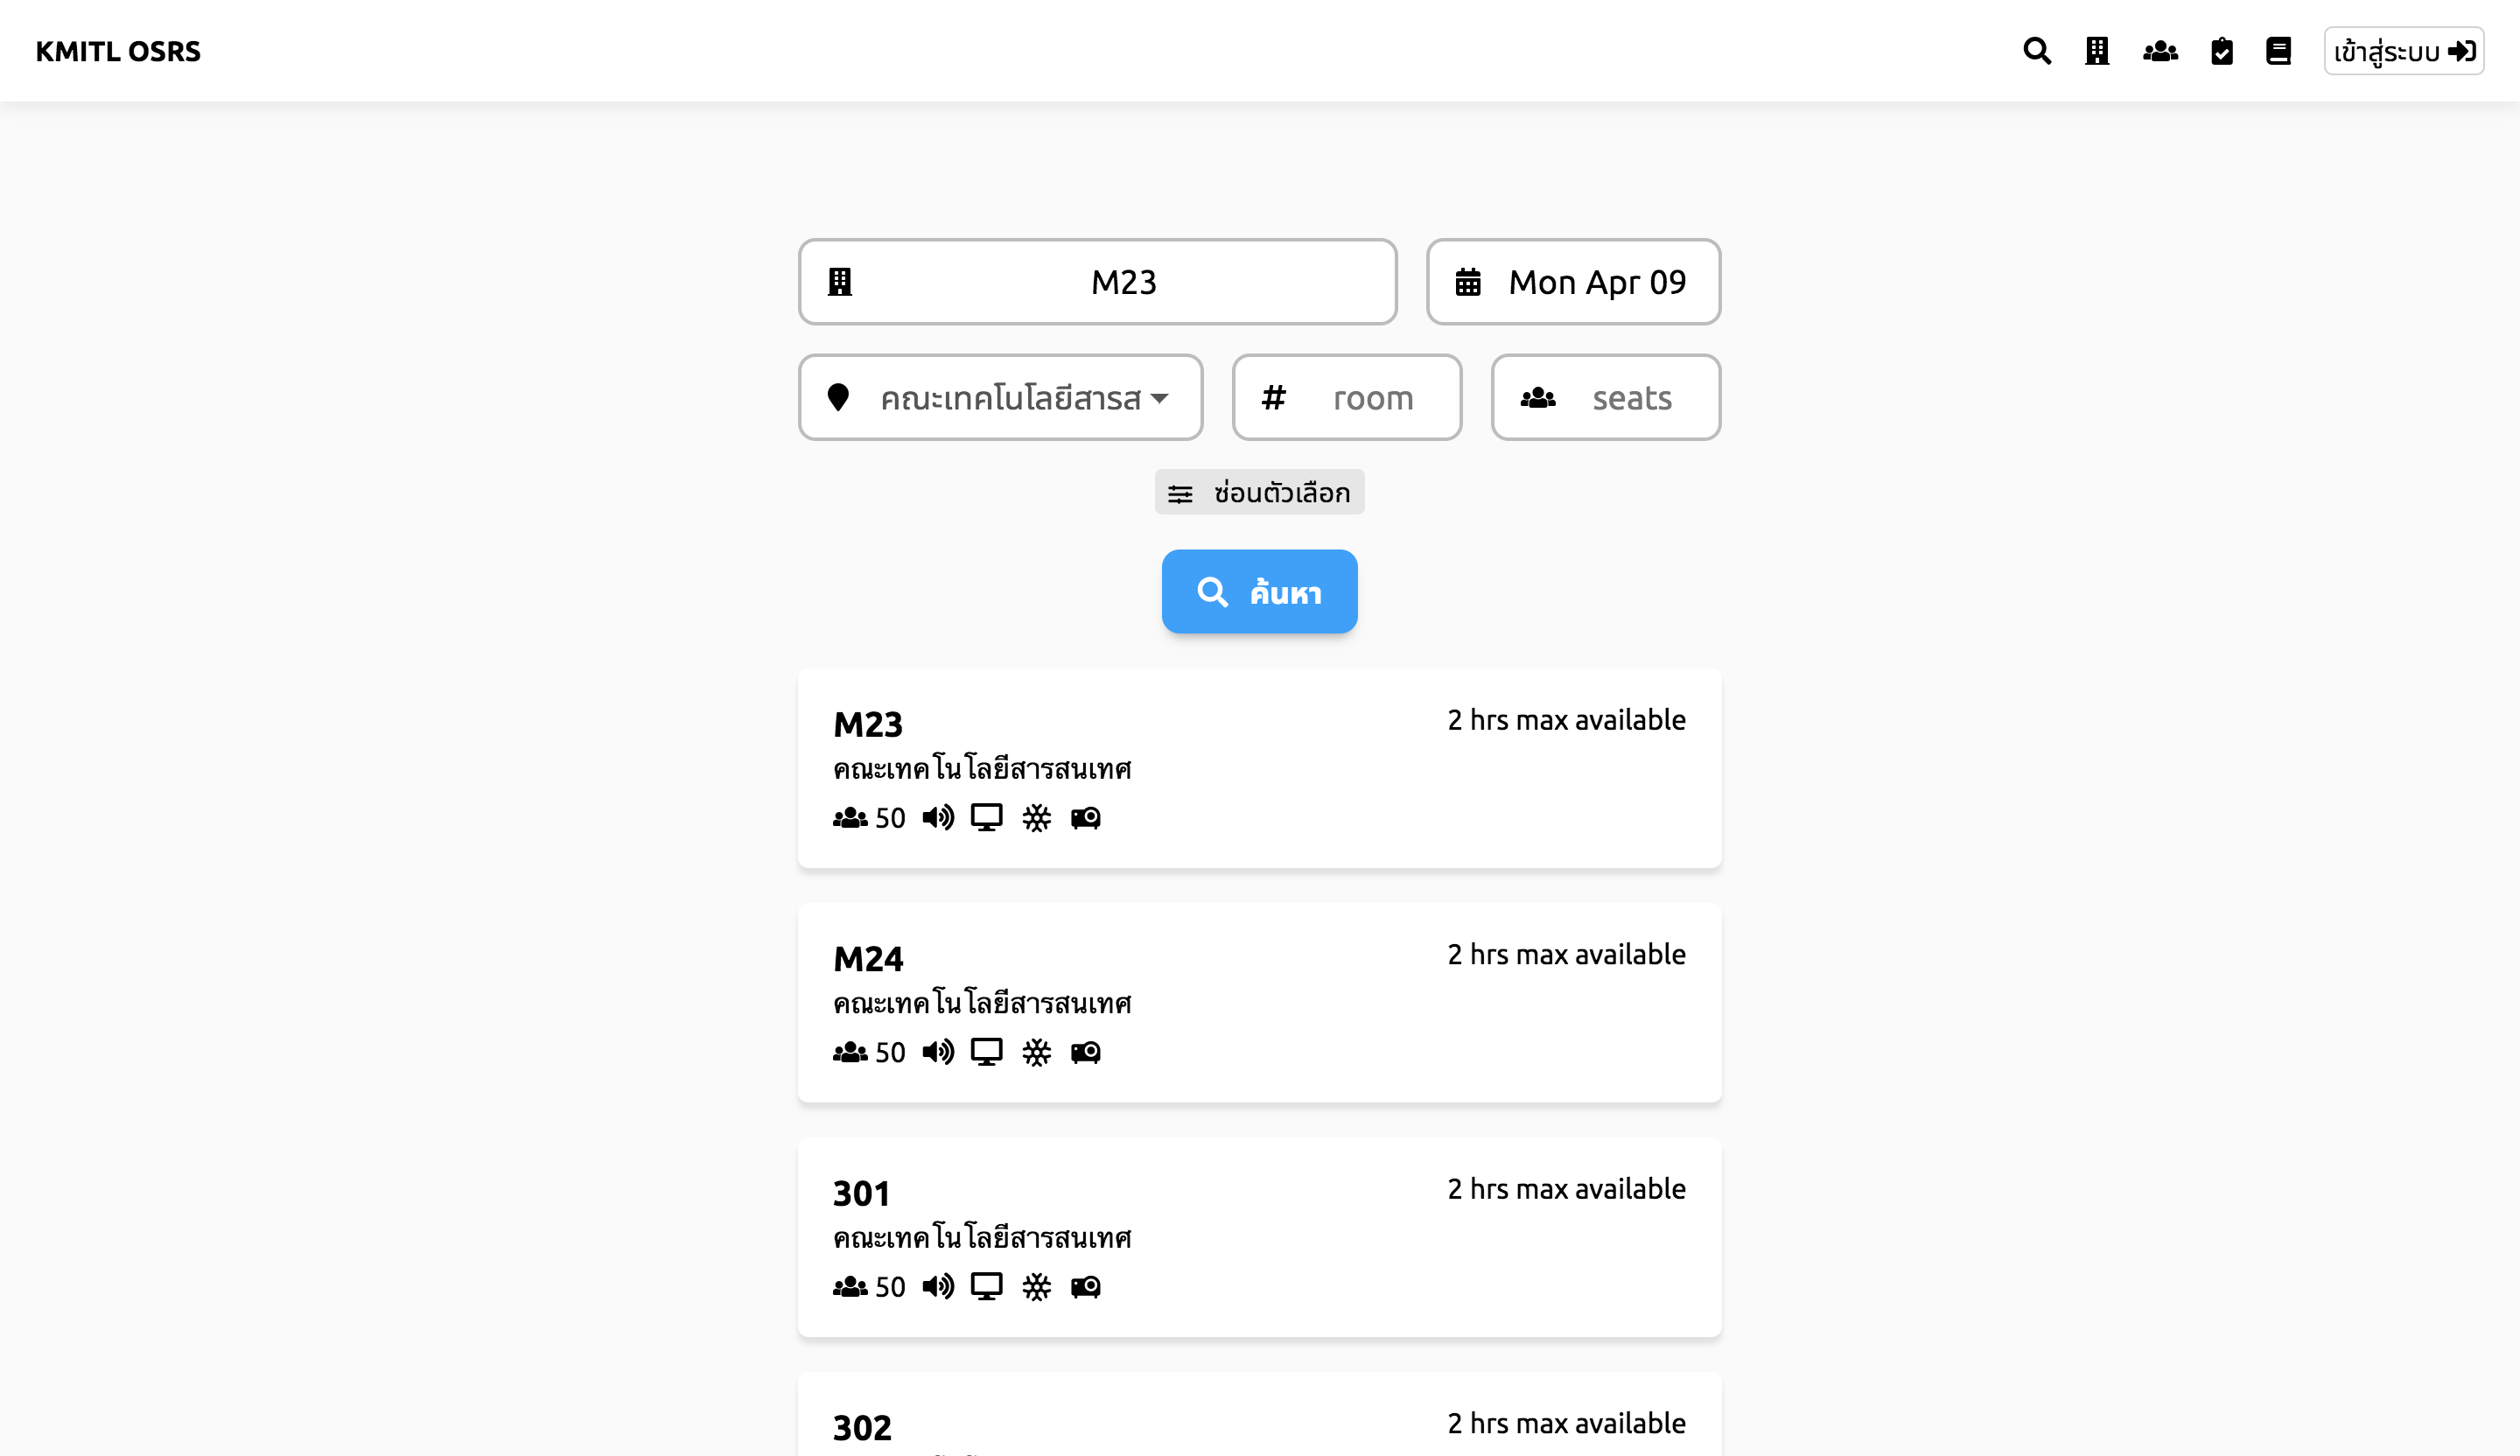 KMITL OSRS
เข้าสู่ระบบ
M23
Mon Apr 09
คณะเทคโนโลยีสารส
# room
seats
ซ่อนตัวเลือก
ค้นหา
M23
2 hrs max available
คณะเทคโนโลยีสารสนเทศ
50
M24
2 hrs max available
คณะเทคโนโลยีสารสนเทศ
50
301
2 hrs max available
คณะเทคโนโลยีสารสนเทศ
50
302
2 hrs max available